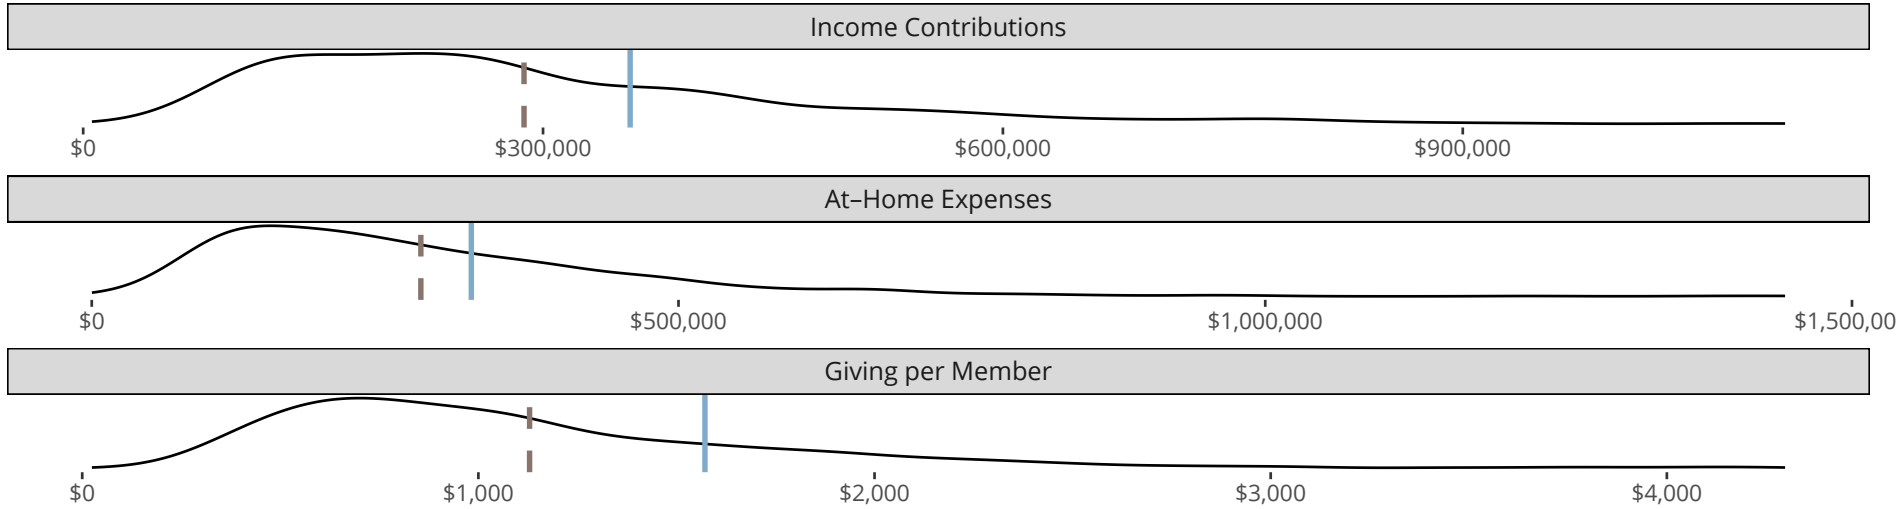 Income Contributions
$0 $300,000 $600,000 $900,000
At–Home Expenses
$0 $500,000 $1,000,000 $1,500,00
Giving per Member
$0 $1,000 $2,000 $3,000 $4,000